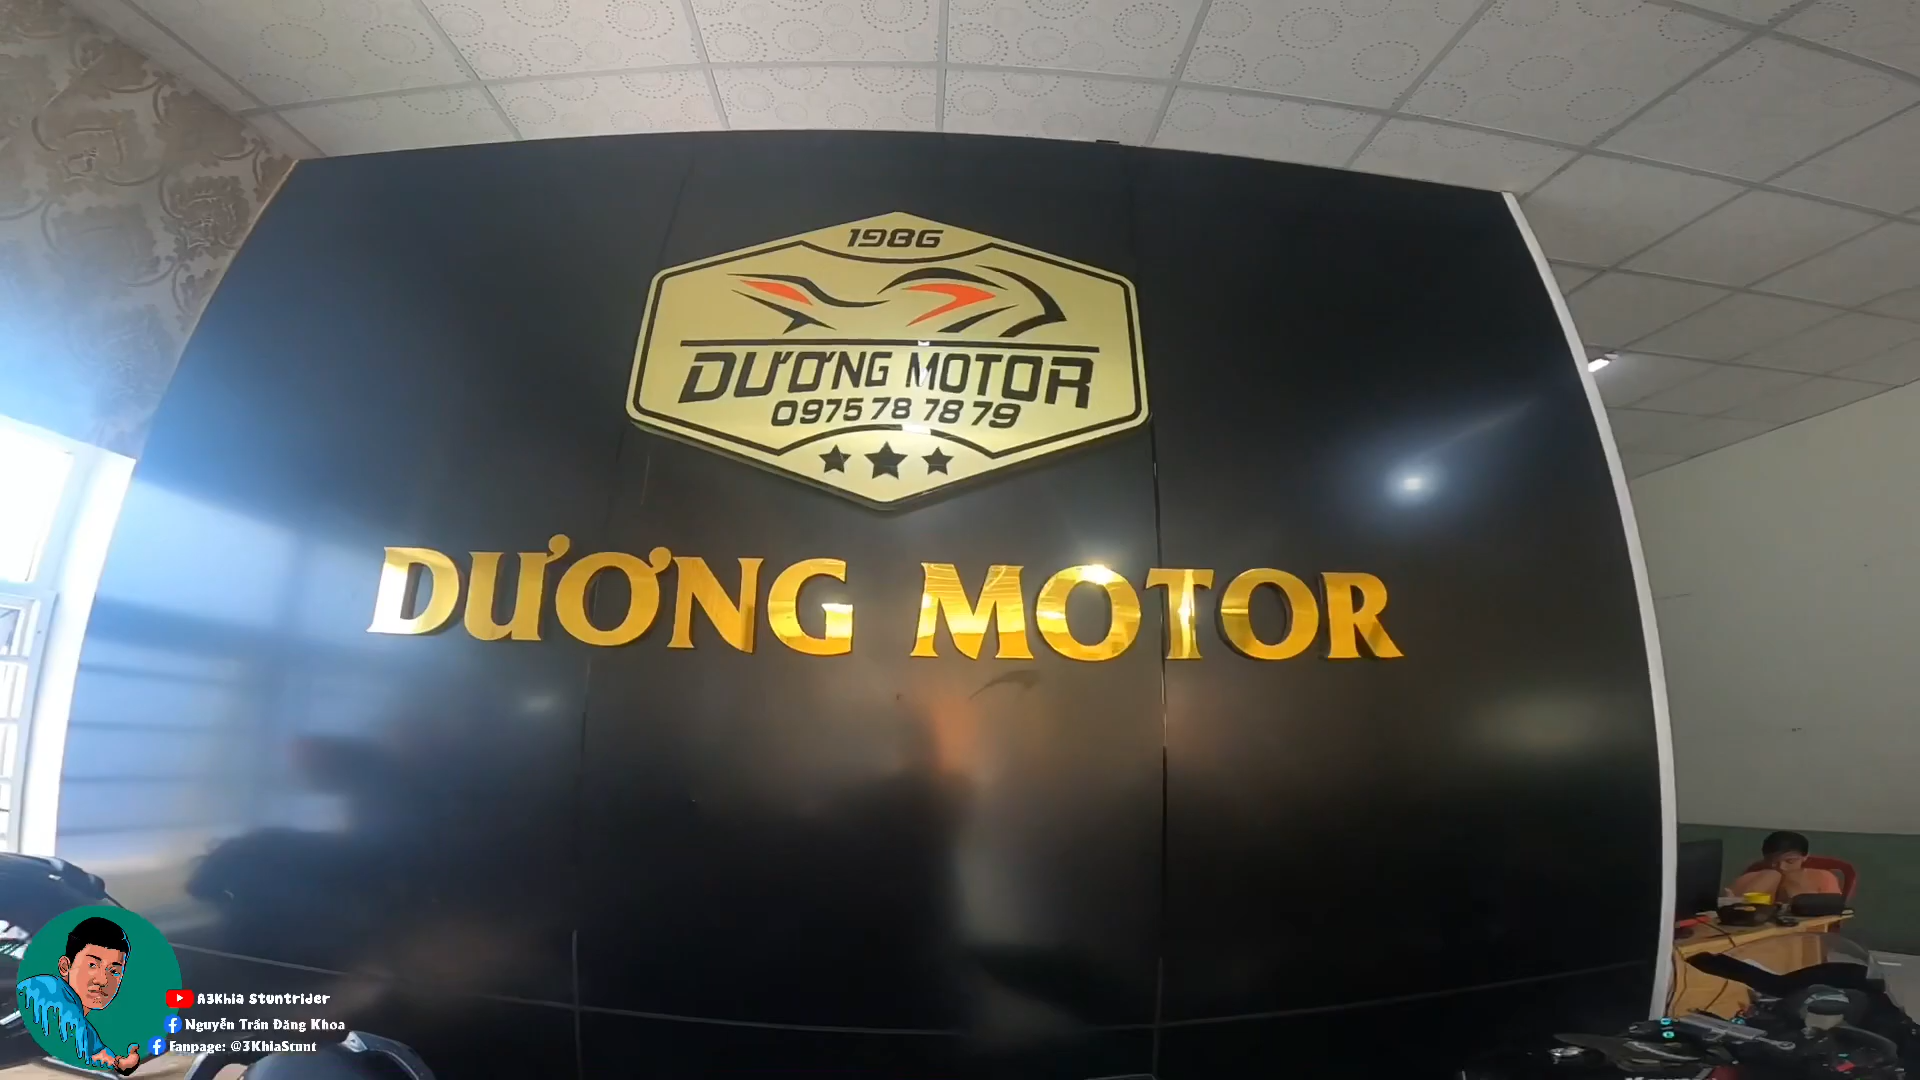 1986
DƯƠNG MOTOR
0975 78 78 79
DƯƠNG MOTOR
A3Khia Stuntrider
Nguyễn Trần Đăng Khoa
Fanpage: @3KhiaStunt